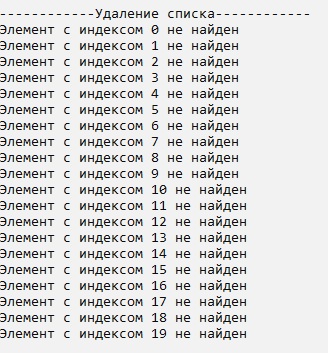 ------------Удаление списка------------
Элемент с индексом 0 не найден
Элемент с индексом 1 не найден
Элемент с индексом 2 не найден
Элемент с индексом 3 не найден
Элемент с индексом 4 не найден
Элемент с индексом 5 не найден
Элемент с индексом 6 не найден
Элемент с индексом 7 не найден
Элемент с индексом 8 не найден
Элемент с индексом 9 не найден
Элемент с индексом 10 не найден
Элемент с индексом 11 не найден
Элемент с индексом 12 не найден
Элемент с индексом 13 не найден
Элемент с индексом 14 не найден
Элемент с индексом 15 не найден
Элемент с индексом 16 не найден
Элемент с индексом 17 не найден
Элемент с индексом 18 не найден
Элемент с индексом 19 не найден